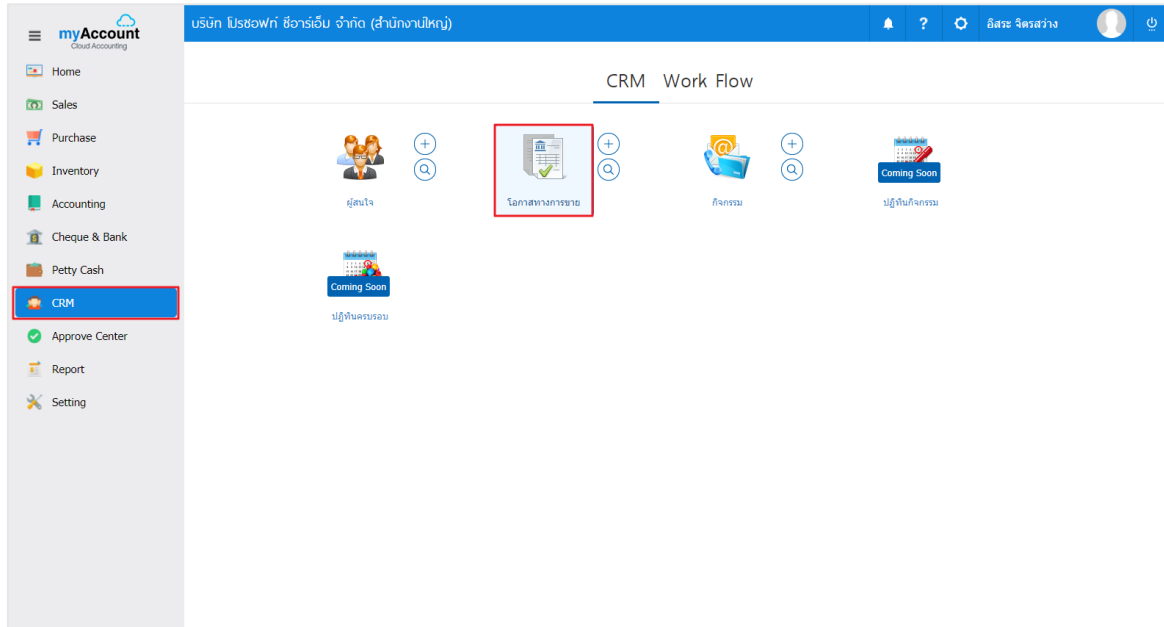 myAccount
Cloud Accounting
บริษัท โปรซอฟท์ ซีอาร์เอ็ม จำกัด (สำนักงานใหญ่)
?
อิสระ จิตรสว่าง
Home
Sales
Purchase
Inventory
Accounting
Cheque & Bank
Petty Cash
CRM
Approve Center
Report
Setting
CRM Work Flow
ผู้สนใจ
โอกาสทางการขาย
กิจกรรม
Coming Soon
ปฏิทินกิจกรรม
Coming Soon
ปฏิทินครบรอบ